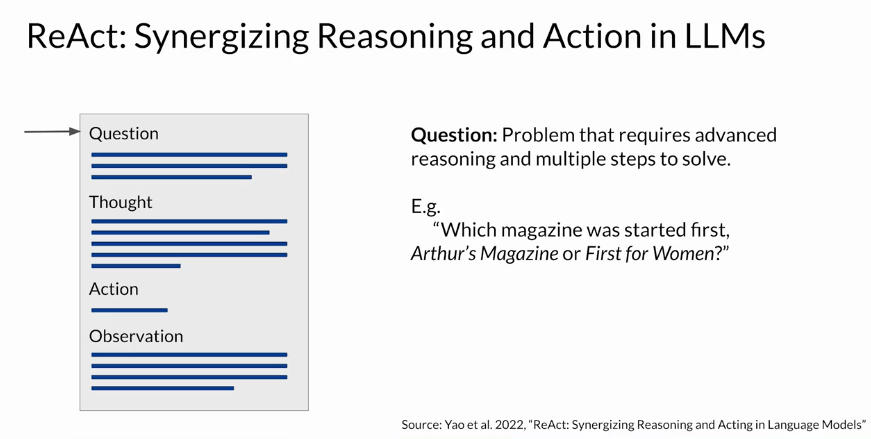 ReAct: Synergizing Reasoning and Action in LLMs
Question
Thought
Action
Observation
Question: Problem that requires advanced
reasoning and multiple steps to solve.
E.g.
“Which magazine was started first,
Arthur’s Magazine or First for Women?”
Source: Yao et al. 2022, “ReAct: Synergizing Reasoning and Acting in Language Models”